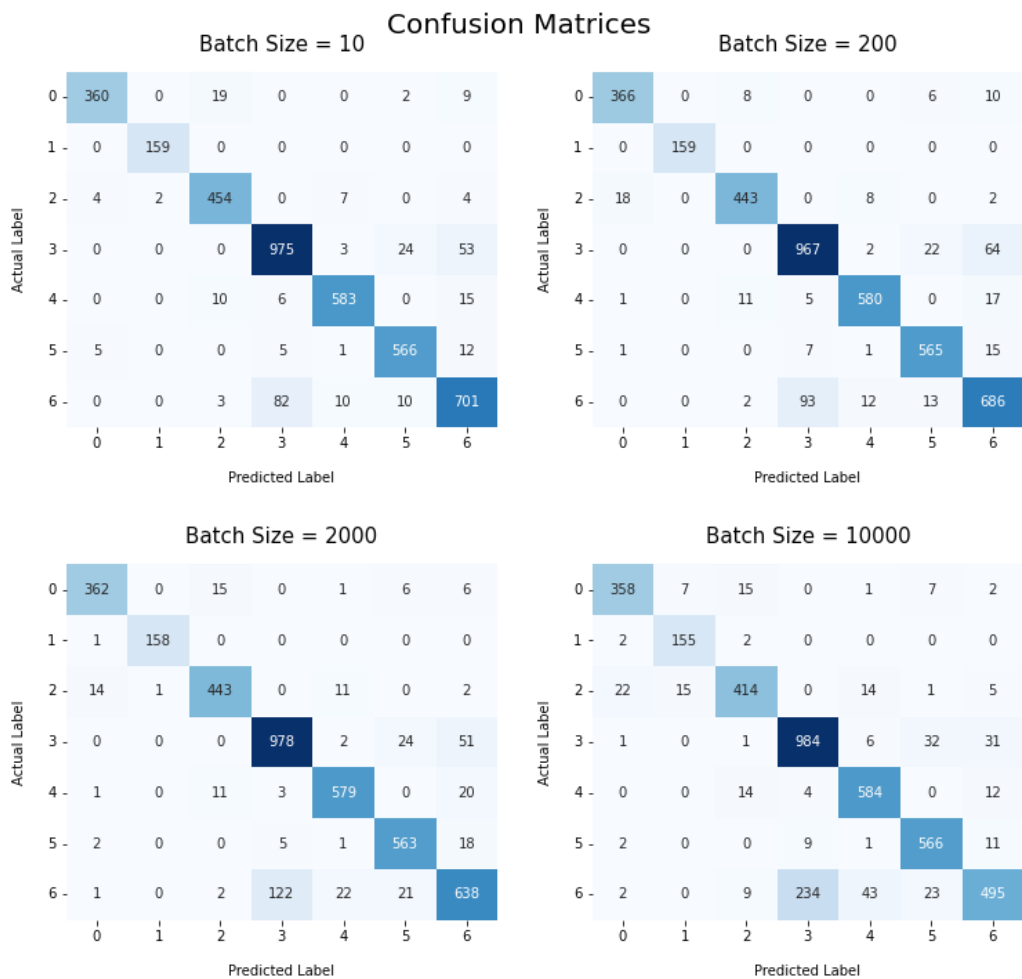 Confusion Matrices
Batch Size = 10
0 360 0 19 0 0 2 9
1 0 159 0 0 0 0 0
2 4 2 454 0 7 0 4
3 0 0 0 975 3 24 53
4 0 0 10 6 583 0 15
5 5 0 0 5 1 566 12
6 0 0 3 82 10 10 701
0 1 2 3 4 5 6
Actual Label
Predicted Label
Batch Size = 200
0 366 0 8 0 0 6 10
1 0 159 0 0 0 0 0
2 18 0 443 0 8 0 2
3 0 0 0 967 2 22 64
4 1 0 11 5 580 0 17
5 1 0 0 7 1 565 15
6 0 0 2 93 12 13 686
0 1 2 3 4 5 6
Actual Label
Predicted Label
Batch Size = 2000
0 362 0 15 0 1 6 6
1 1 158 0 0 0 0 0
2 14 1 443 0 11 0 2
3 0 0 0 978 2 24 51
4 1 0 11 3 579 0 20
5 2 0 0 5 1 563 18
6 1 0 2 122 22 21 638
0 1 2 3 4 5 6
Actual Label
Predicted Label
Batch Size = 10000
0 358 7 15 0 1 7 2
1 2 155 2 0 0 0 0
2 22 15 414 0 14 1 5
3 1 0 1 984 6 32 31
4 0 0 14 4 584 0 12
5 2 0 0 9 1 566 11
6 2 0 9 234 43 23 495
0 1 2 3 4 5 6
Actual Label
Predicted Label